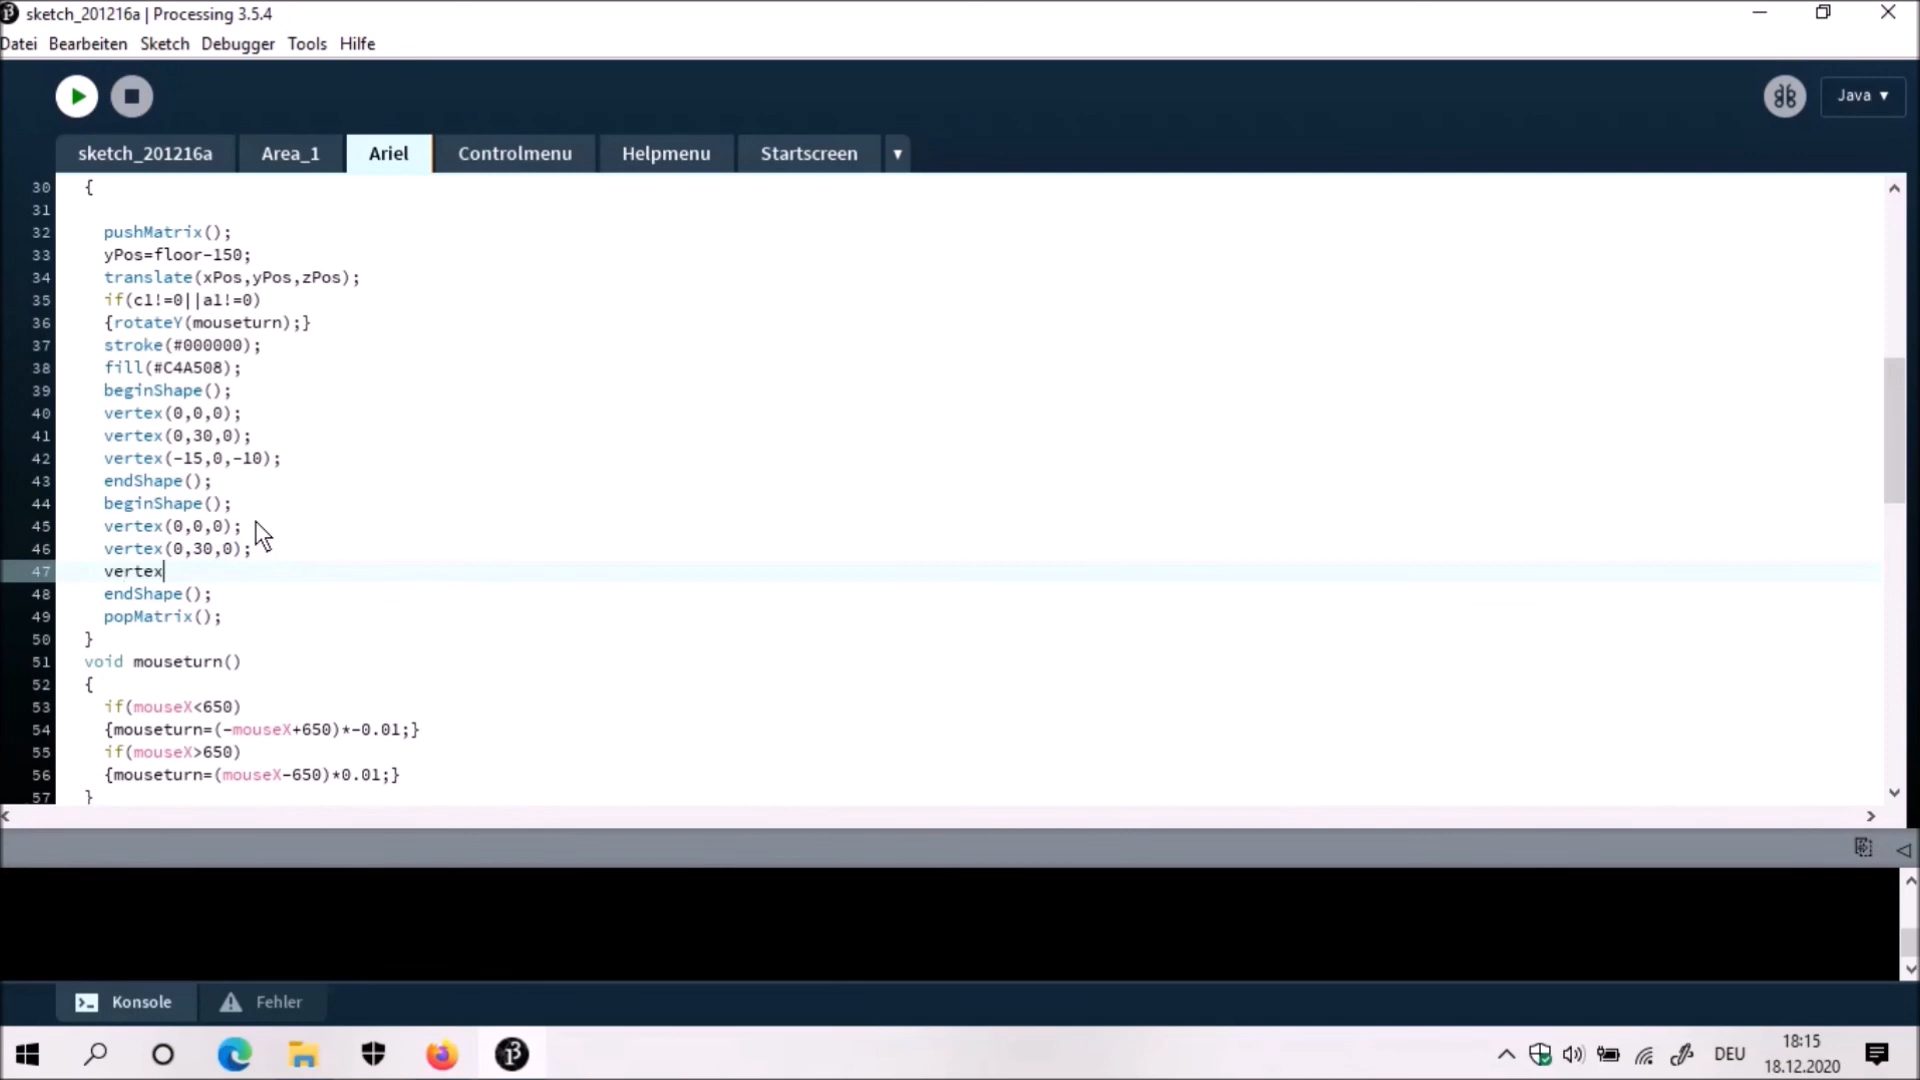 sketch_201216a | Processing 3.5.4
Datei Bearbeiten Sketch Debugger Tools Hilfe
Java ▾
sketch_201216a Area_1 Ariel Controlmenu Helpmenu Startscreen ▾
30 {
31
32 pushMatrix();
33 yPos=floor-150;
34 translate(xPos,yPos,zPos);
35 if(c1!=0||a1!=0)
36 {rotateY(mouseturn);}
37 stroke(#000000);
38 fill(#C4A508);
39 beginShape();
40 vertex(0,0,0);
41 vertex(0,30,0);
42 vertex(-15,0,-10);
43 endShape();
44 beginShape();
45 vertex(0,0,0);
46 vertex(0,30,0);
47 vertex
48 endShape();
49 popMatrix();
50 }
51 void mouseturn()
52 {
53 if(mouseX<650)
54 {mouseturn=(-mouseX+650)*-0.01;}
55 if(mouseX>650)
56 {mouseturn=(mouseX-650)*0.01;}
57 }
Konsole Fehler
DEU
18:15
18.12.2020